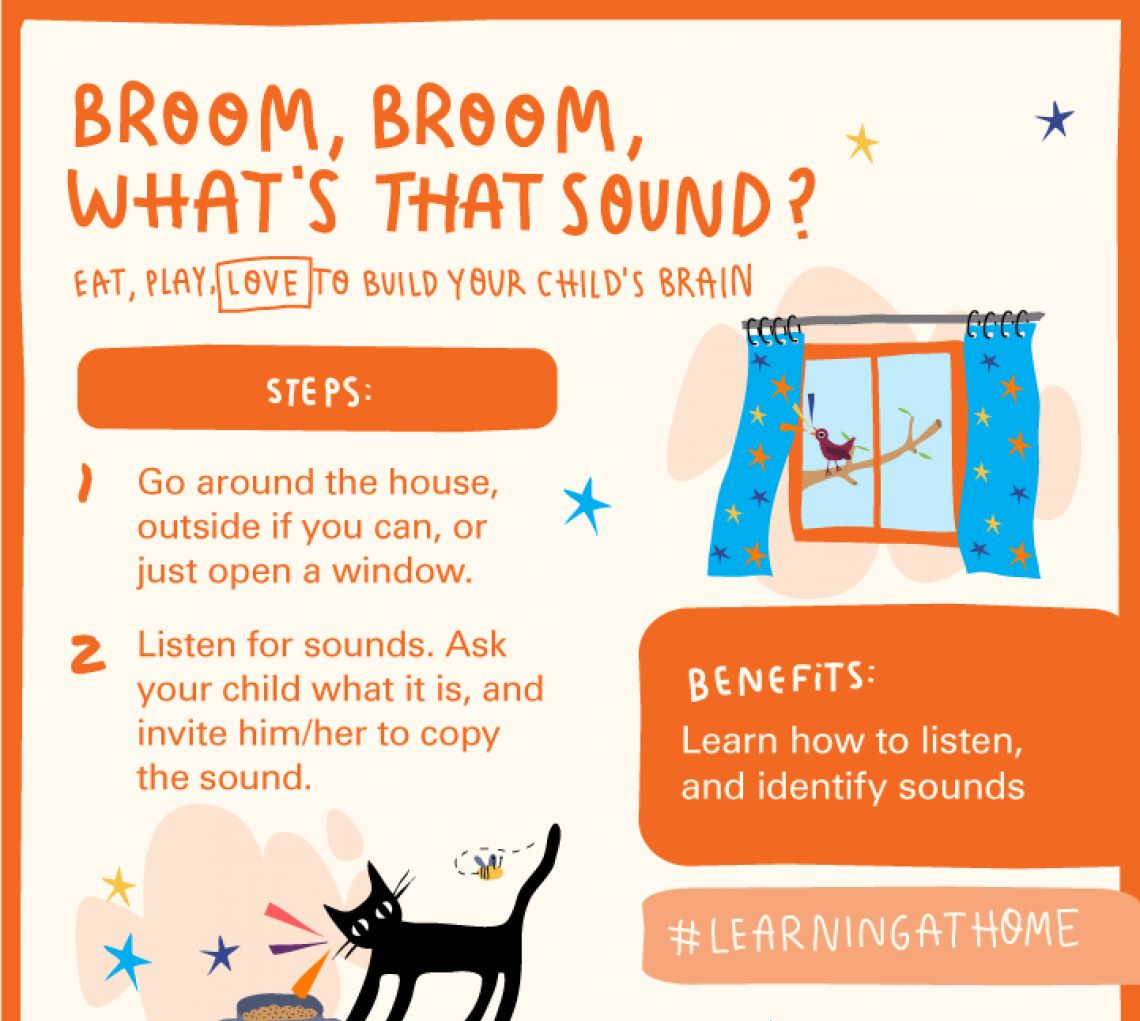 BROOM, BROOM,
WHAT'S THAT SOUND?
EAT, PLAY, LOVE TO BUILD YOUR CHILD'S BRAIN
STEPS:
1 Go around the house,
outside if you can, or
just open a window.
2 Listen for sounds. Ask
your child what it is, and
invite him/her to copy
the sound.
BENEFiTS:
Learn how to listen,
and identify sounds
#LEARNINGATHOME